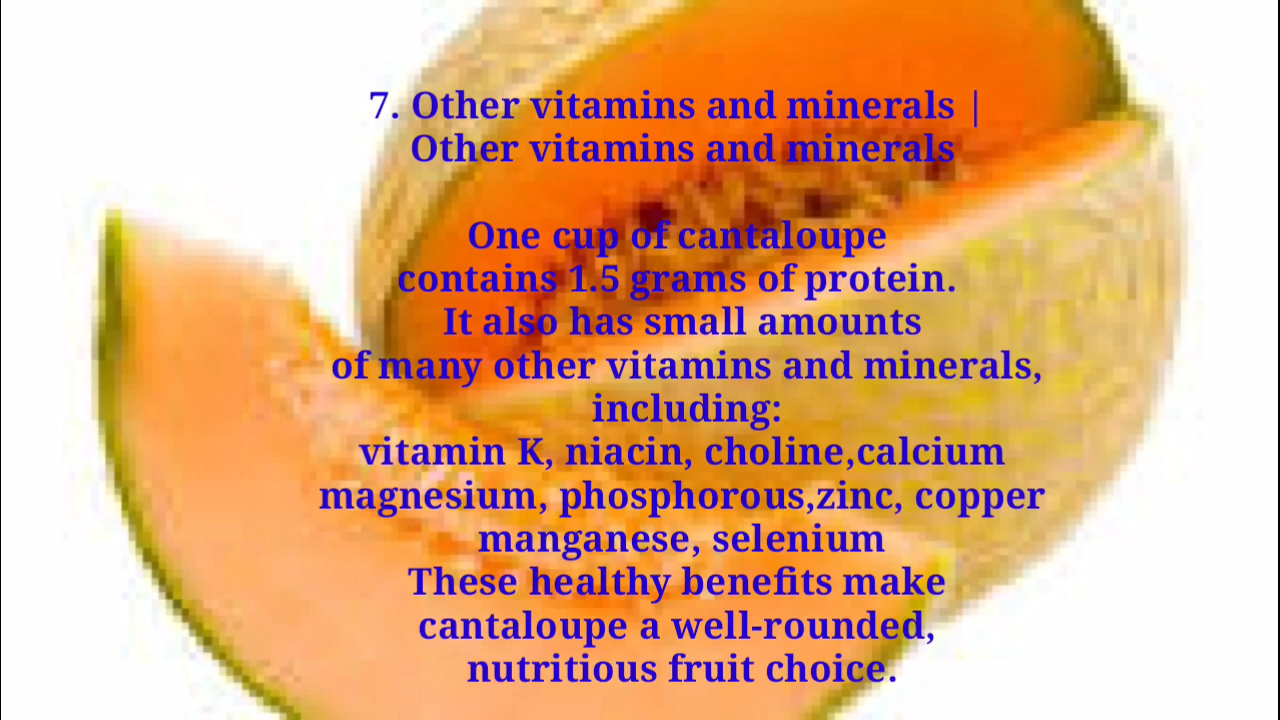 7. Other vitamins and minerals |
Other vitamins and minerals
One cup of cantaloupe
contains 1.5 grams of protein.
It also has small amounts
of many other vitamins and minerals,
including:
vitamin K, niacin, choline,calcium
magnesium, phosphorous,zinc, copper
manganese, selenium
These healthy benefits make
cantaloupe a well-rounded,
nutritious fruit choice.